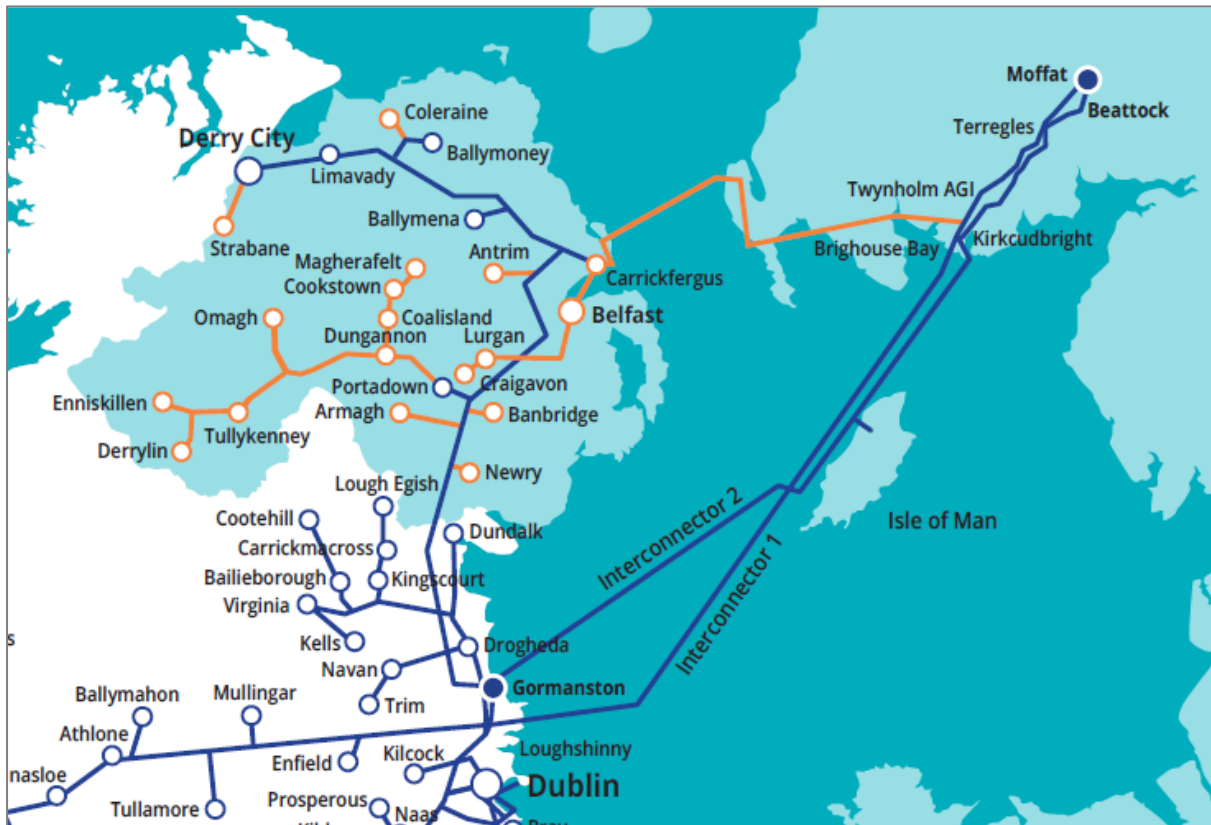 Moffat
Beattock
Coleraine
Derry City
Terregles
Ballymoney
Limavady
Twynholm AGI
Ballymena
Strabane
Antrim
Brighouse Bay
Kirkcudbright
Magherafelt
Carrickfergus
Cookstown
Omagh
Coalisland
Belfast
Dungannon
Lurgan
Portadown
Craigavon
Enniskillen
Armagh
Banbridge
Tullykenney
Derrylin
Newry
Lough Egish
Cootehill
Interconnector 2
Isle of Man
Dundalk
Carrickmacross
Bailieborough
Kingscourt
Interconnector 1
Virginia
s
Kells
Drogheda
Navan
Gormanston
Ballymahon
Mullingar
Trim
Athlone
Loughshinny
Enfield
Kilcock
nasloe
Dublin
Tullamore
Prosperous
Naas